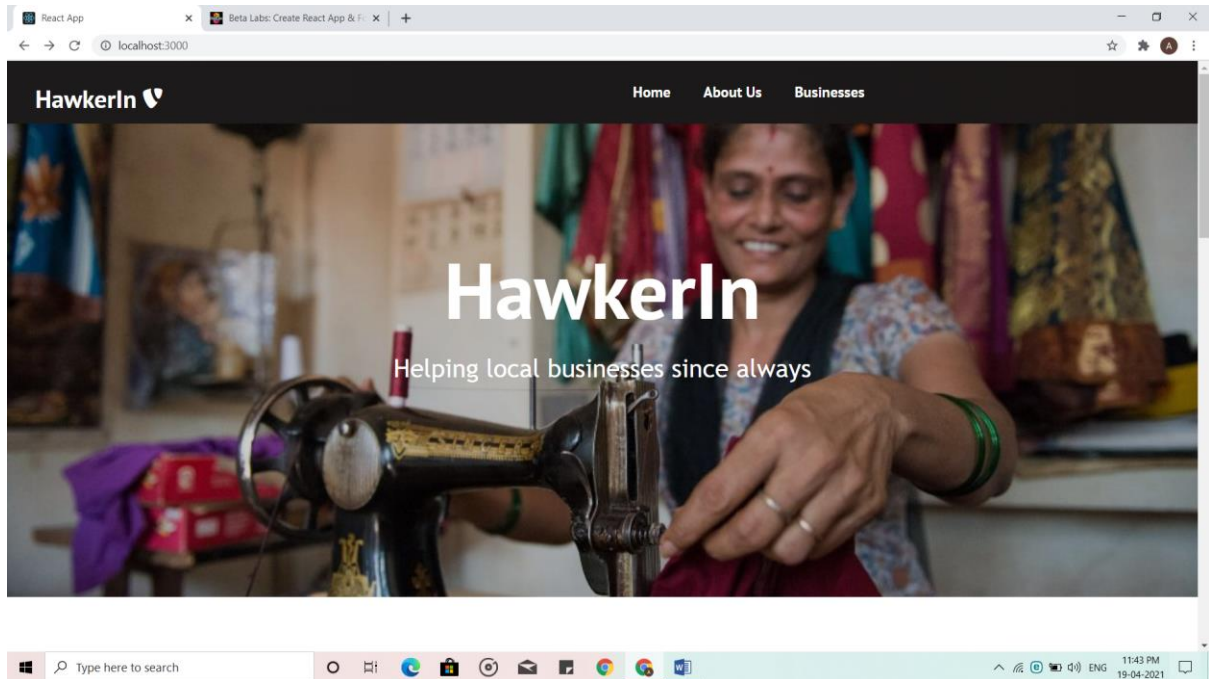 React App
Beta Labs: Create React App & F
localhost:3000
A
HawkerIn
Home About Us Businesses
HawkerIn
Helping local businesses since always
Type here to search
ENG
11:43 PM
19-04-2021